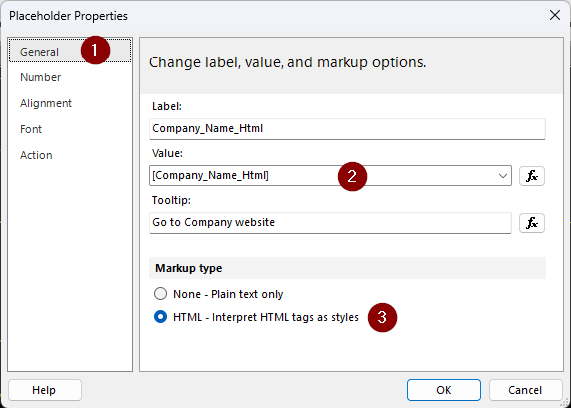 Placeholder Properties
General 1
Number
Alignment
Font
Action
Change label, value, and markup options.
Label:
Company_Name_Html
Value:
[Company_Name_Html] 2
fx
Tooltip:
Go to Company website
fx
Markup type
None - Plain text only
HTML - Interpret HTML tags as styles 3
Help
OK
Cancel